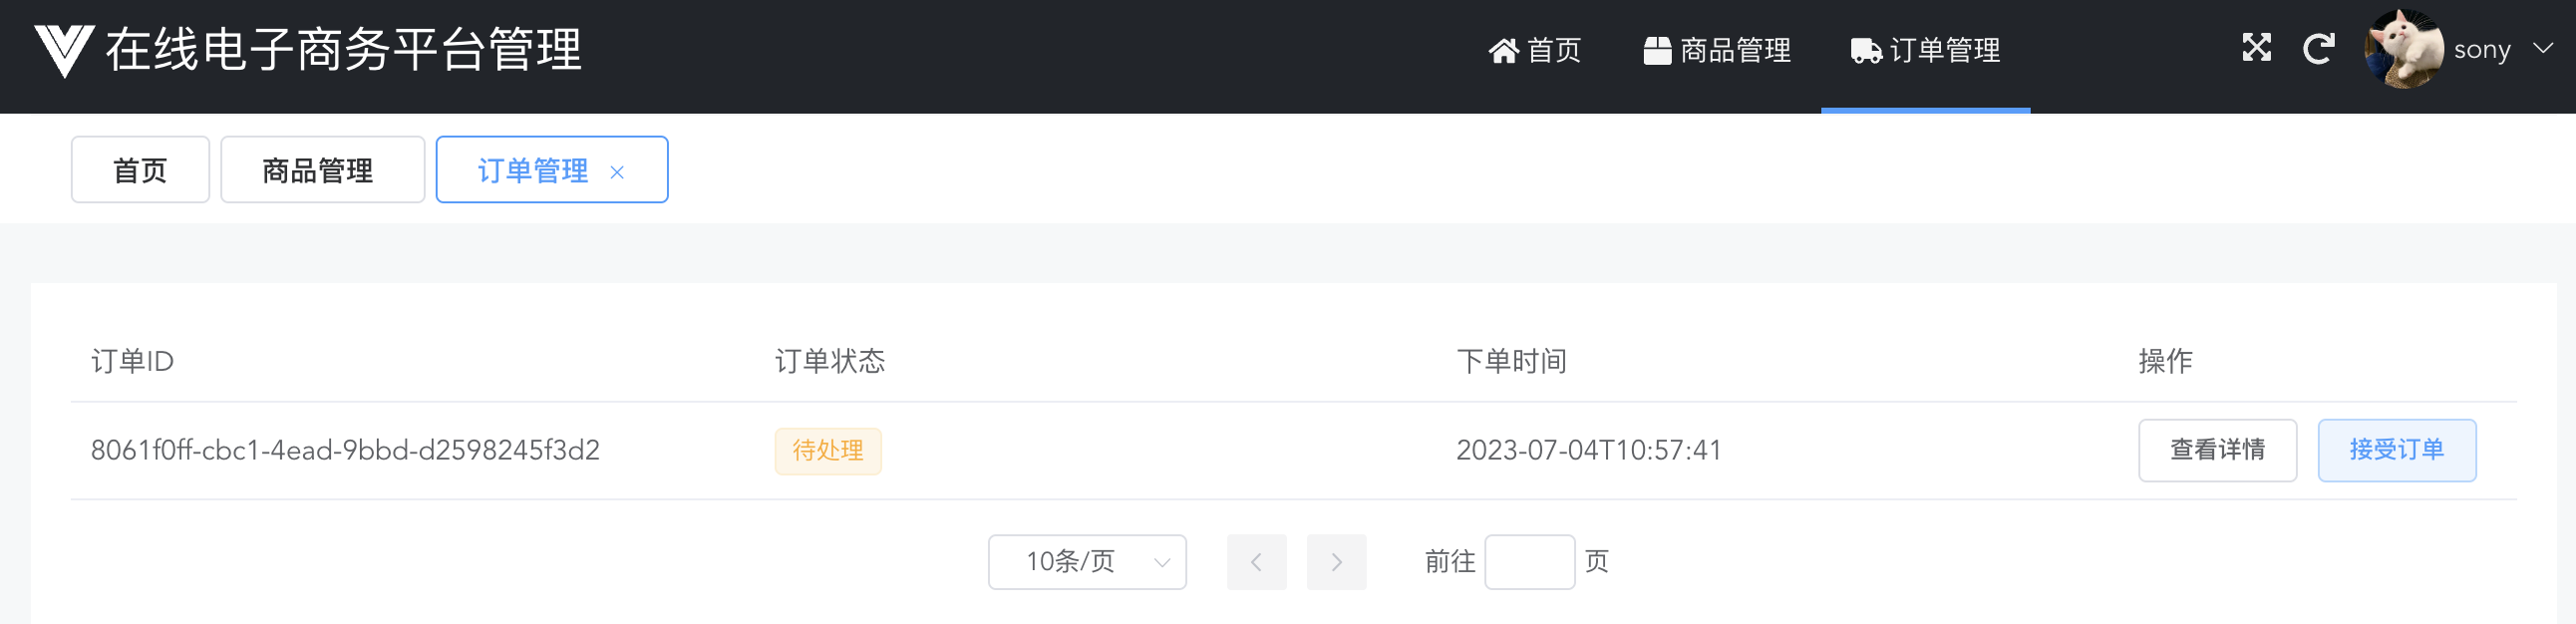 在线电子商务平台管理 首页 商品管理 订单管理 sony
首页 商品管理 订单管理 ×
订单ID 订单状态 下单时间 操作
8061f0ff-cbc1-4ead-9bbd-d2598245f3d2 待处理 2023-07-04T10:57:41 查看详情 接受订单
10条/页 前往 页